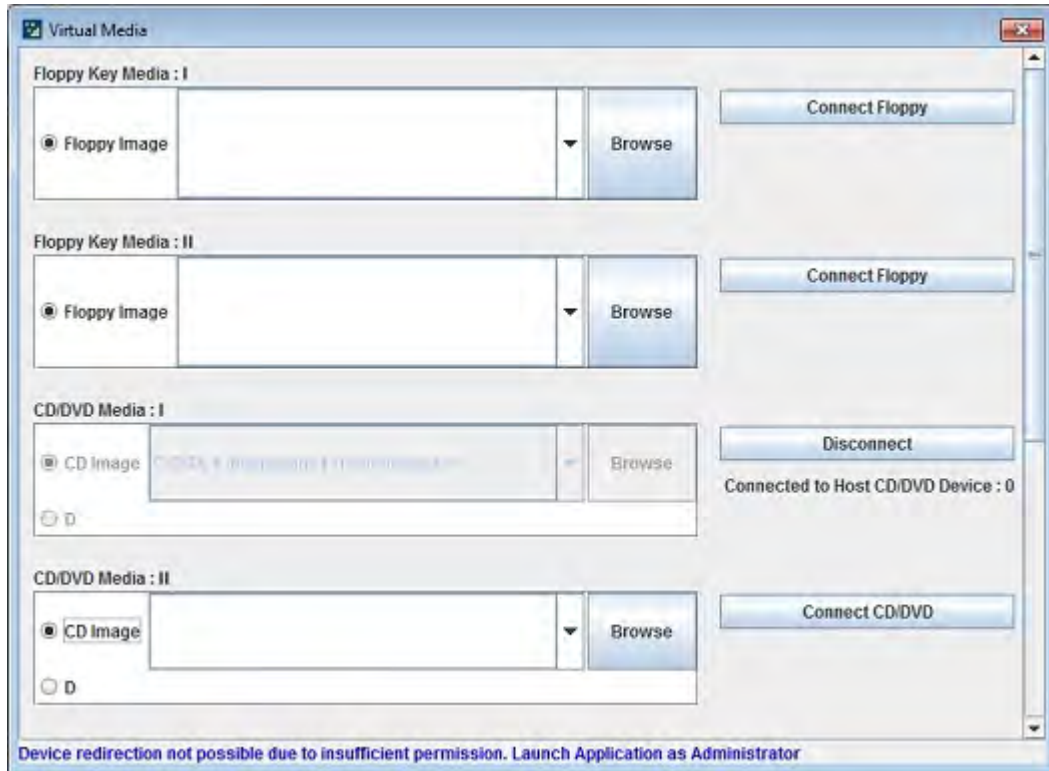 Virtual Media
Floppy Key Media : I
Floppy Image
Browse
Connect Floppy
Floppy Key Media : II
Floppy Image
Browse
Connect Floppy
CD/DVD Media : I
CD Image
Browse
Disconnect
Connected to Host CD/DVD Device : 0
D
CD/DVD Media : II
CD Image
Browse
Connect CD/DVD
D
Device redirection not possible due to insufficient permission. Launch Application as Administrator